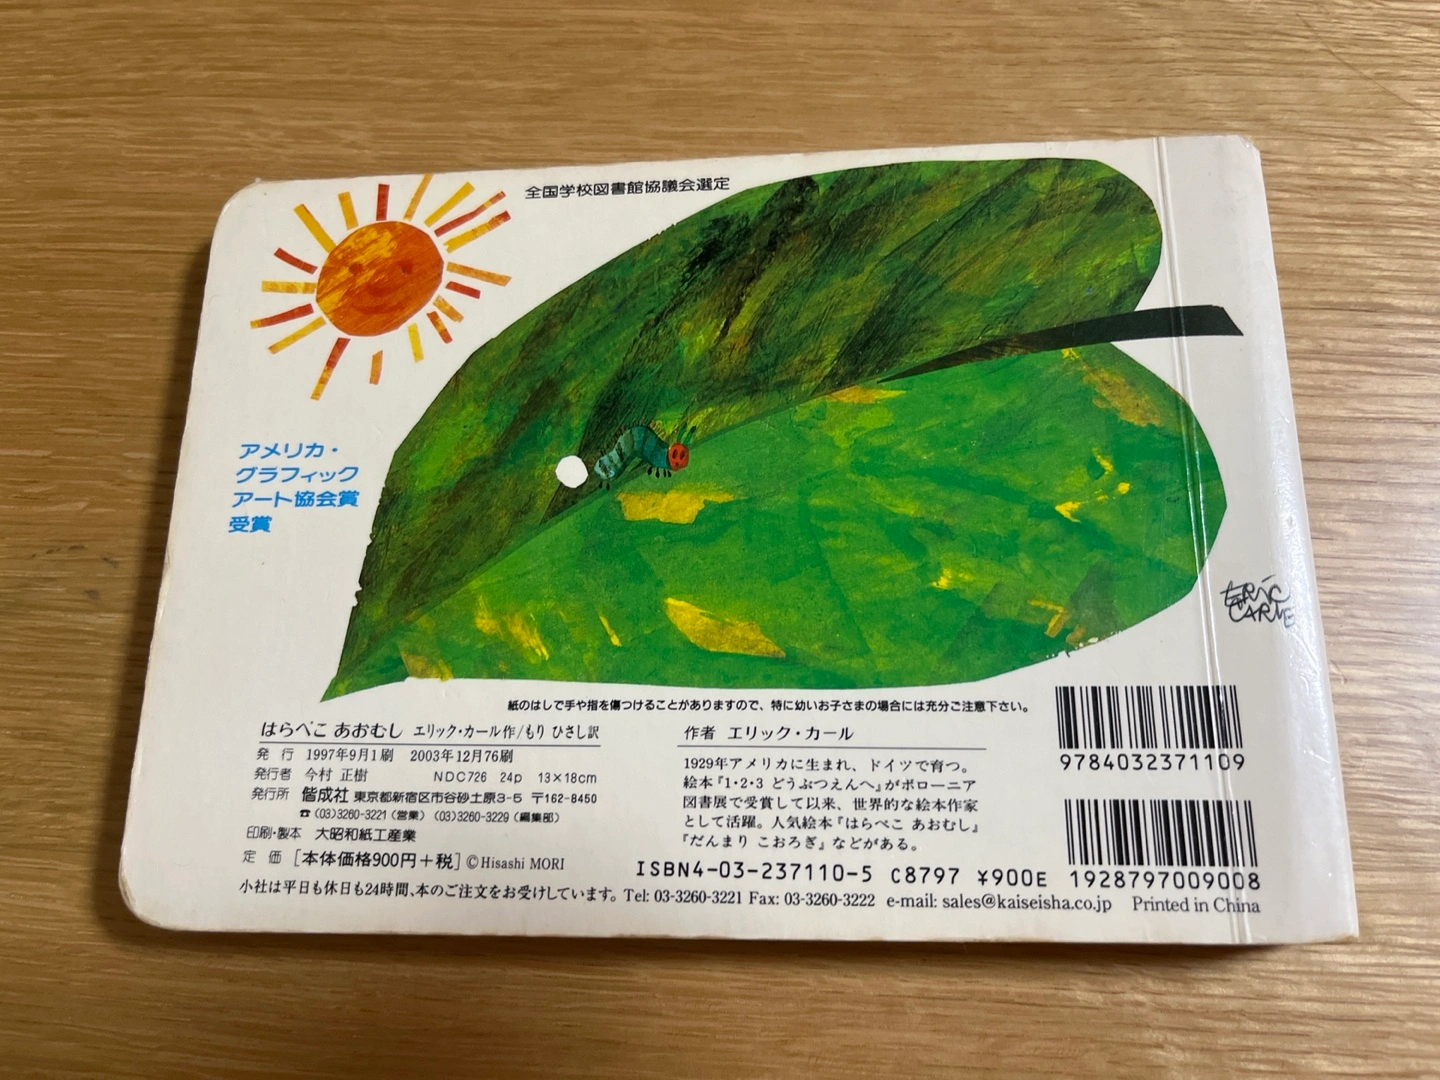 全国学校図書館協議会選定
アメリカ・
グラフィック
アート協会賞
受賞
ERiC
CARLE
紙のはしで手や指を傷つけることがありますので、特に幼いお子さまの場合には充分ご注意下さい。
はらぺこ あおむし エリック・カール作/もり ひさし訳
発 行 1997年9月1刷 2003年12月76刷
発行者 今村 正樹 NDC726 24p 13×18cm
発行所 偕成社 東京都新宿区市谷砂土原3-5 〒162-8450
☎(03)3260-3221(営業) (03)3260-3229(編集部)
印刷・製本 大昭和紙工産業
定 価 [本体価格900円+税] ©Hisashi MORI
作者 エリック・カール
1929年アメリカに生まれ、ドイツで育つ。
絵本『1・2・3 どうぶつえんへ』がボローニア
図書展で受賞して以来、世界的な絵本作家
として活躍。人気絵本『はらぺこ あおむし』
『だんまり こおろぎ』などがある。
9784032371109
ISBN4-03-237110-5 C8797 ¥900E
1928797009008
小社は平日も休日も24時間、本のご注文をお受けしています。Tel: 03-3260-3221 Fax: 03-3260-3222 e-mail: sales@kaiseisha.co.jp Printed in China